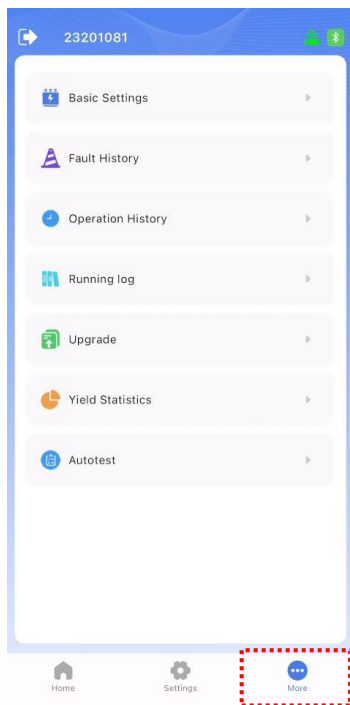 23201081
Basic Settings
Fault History
Operation History
Running log
Upgrade
Yield Statistics
Autotest
Home
Settings
More